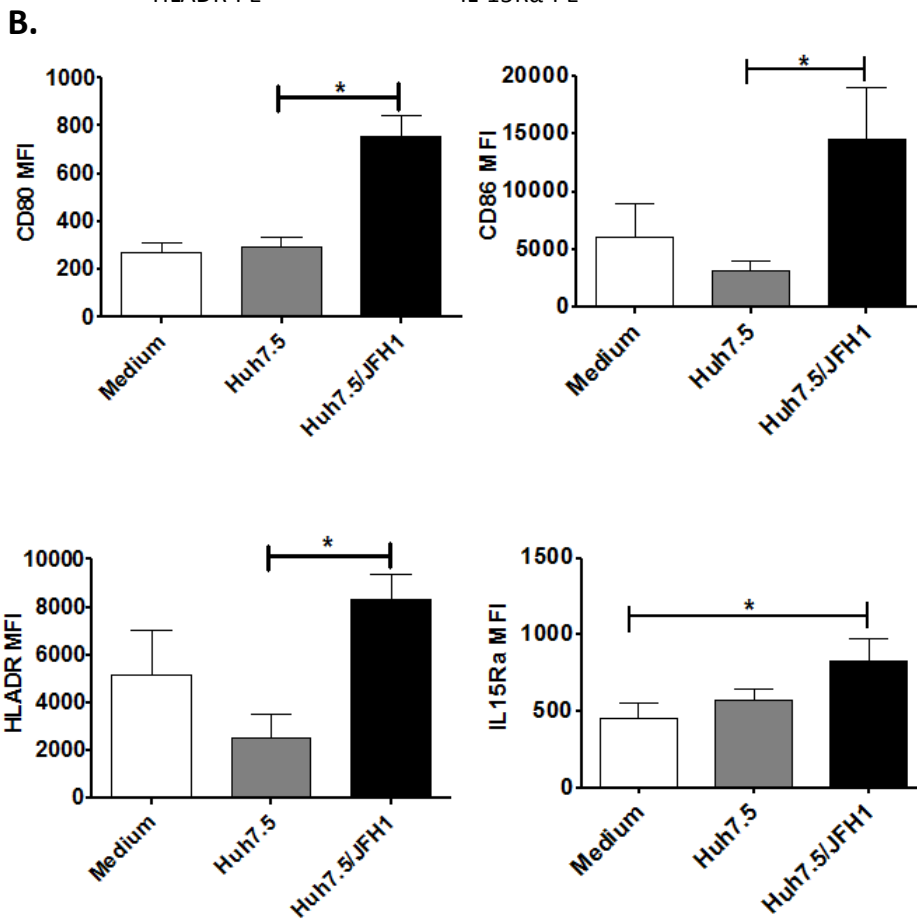 B.
1000
800
600
400
200
0
CD80 MFI
*
Medium
Huh7.5
Huh7.5/JFH1
20000
15000
10000
5000
0
CD86 MFI
*
Medium
Huh7.5
Huh7.5/JFH1
10000
8000
6000
4000
2000
0
HLADR MFI
*
Medium
Huh7.5
Huh7.5/JFH1
1500
1000
500
0
IL15Ra MFI
*
Medium
Huh7.5
Huh7.5/JFH1